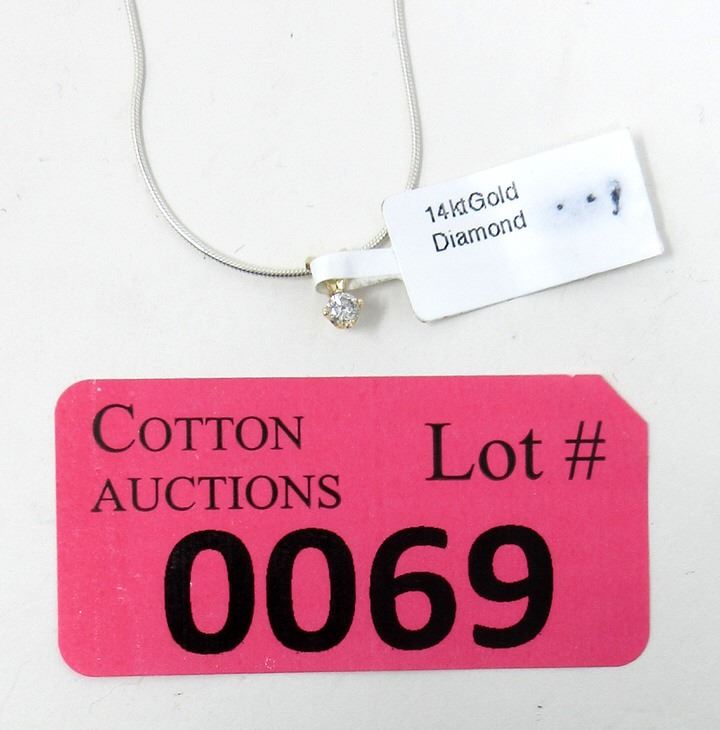 14ktGold
Diamond
COTTON
AUCTIONS
Lot #
0069